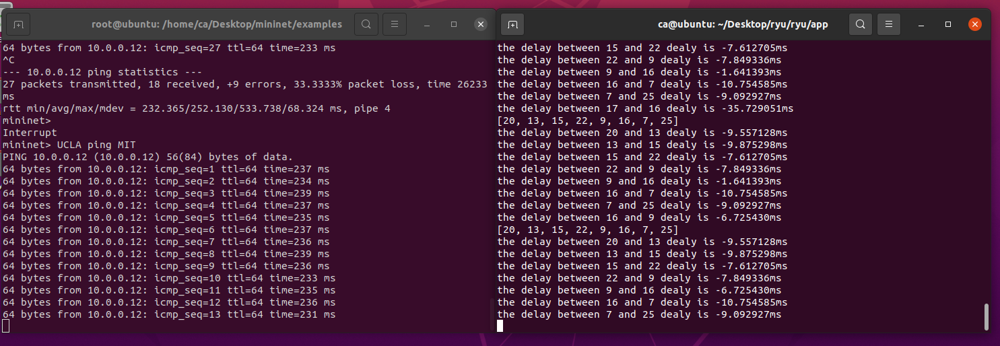 root@ubuntu: /home/ca/Desktop/mininet/examples
64 bytes from 10.0.0.12: icmp_seq=27 ttl=64 time=233 ms
^C
--- 10.0.0.12 ping statistics ---
27 packets transmitted, 18 received, +9 errors, 33.3333% packet loss, time 26233
ms
rtt min/avg/max/mdev = 232.365/252.130/533.738/68.324 ms, pipe 4
mininet>
Interrupt
mininet> UCLA ping MIT
PING 10.0.0.12 (10.0.0.12) 56(84) bytes of data.
64 bytes from 10.0.0.12: icmp_seq=1 ttl=64 time=237 ms
64 bytes from 10.0.0.12: icmp_seq=2 ttl=64 time=234 ms
64 bytes from 10.0.0.12: icmp_seq=3 ttl=64 time=239 ms
64 bytes from 10.0.0.12: icmp_seq=4 ttl=64 time=237 ms
64 bytes from 10.0.0.12: icmp_seq=5 ttl=64 time=235 ms
64 bytes from 10.0.0.12: icmp_seq=6 ttl=64 time=237 ms
64 bytes from 10.0.0.12: icmp_seq=7 ttl=64 time=236 ms
64 bytes from 10.0.0.12: icmp_seq=8 ttl=64 time=239 ms
64 bytes from 10.0.0.12: icmp_seq=9 ttl=64 time=236 ms
64 bytes from 10.0.0.12: icmp_seq=10 ttl=64 time=233 ms
64 bytes from 10.0.0.12: icmp_seq=11 ttl=64 time=235 ms
64 bytes from 10.0.0.12: icmp_seq=12 ttl=64 time=236 ms
64 bytes from 10.0.0.12: icmp_seq=13 ttl=64 time=231 ms
ca@ubuntu: ~/Desktop/ryu/ryu/app
the delay between 15 and 22 dealy is -7.612705ms
the delay between 22 and 9 dealy is -7.849336ms
the delay between 9 and 16 dealy is -1.641393ms
the delay between 16 and 7 dealy is -10.754585ms
the delay between 7 and 25 dealy is -9.092927ms
the delay between 17 and 16 dealy is -35.729051ms
[20, 13, 15, 22, 9, 16, 7, 25]
the delay between 20 and 13 dealy is -9.557128ms
the delay between 13 and 15 dealy is -9.875298ms
the delay between 15 and 22 dealy is -7.612705ms
the delay between 22 and 9 dealy is -7.849336ms
the delay between 9 and 16 dealy is -1.641393ms
the delay between 16 and 7 dealy is -10.754585ms
the delay between 7 and 25 dealy is -9.092927ms
the delay between 16 and 9 dealy is -6.725430ms
[20, 13, 15, 22, 9, 16, 7, 25]
the delay between 20 and 13 dealy is -9.557128ms
the delay between 13 and 15 dealy is -9.875298ms
the delay between 15 and 22 dealy is -7.612705ms
the delay between 22 and 9 dealy is -7.849336ms
the delay between 9 and 16 dealy is -6.725430ms
the delay between 16 and 7 dealy is -10.754585ms
the delay between 7 and 25 dealy is -9.092927ms